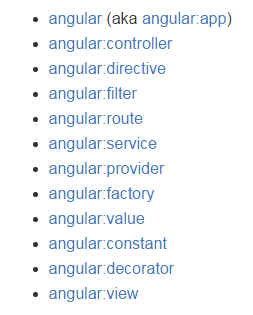 angular (aka angular:app)
angular:controller
angular:directive
angular:filter
angular:route
angular:service
angular:provider
angular:factory
angular:value
angular:constant
angular:decorator
angular:view